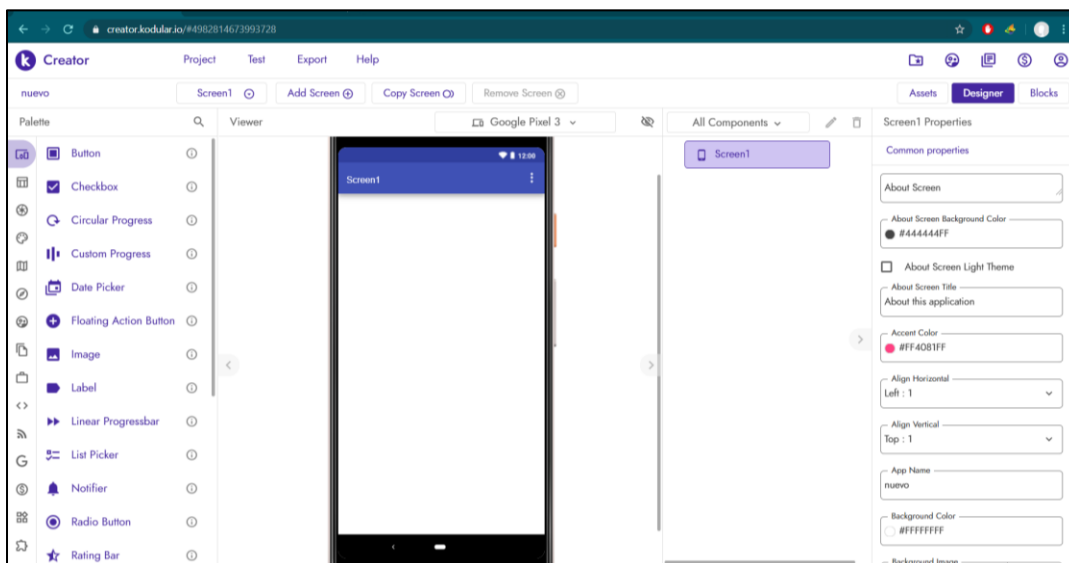 creator.kodular.io/#4982814673993728
Creator
Project Test Export Help
nuevo
Screen1
Add Screen
Copy Screen
Remove Screen
Assets
Designer
Blocks
Palette
Viewer
Google Pixel 3
All Components
Screen1 Properties
Button
Checkbox
Circular Progress
Custom Progress
Date Picker
Floating Action Button
Image
Label
Linear Progressbar
List Picker
Notifier
Radio Button
Rating Bar
12:00
Screen1
Screen1
Common properties
About Screen
About Screen Background Color
#444444FF
About Screen Light Theme
About Screen Title
About this application
Accent Color
#FF4081FF
Align Horizontal
Left : 1
Align Vertical
Top : 1
App Name
nuevo
Background Color
#FFFFFFFF
Background Image